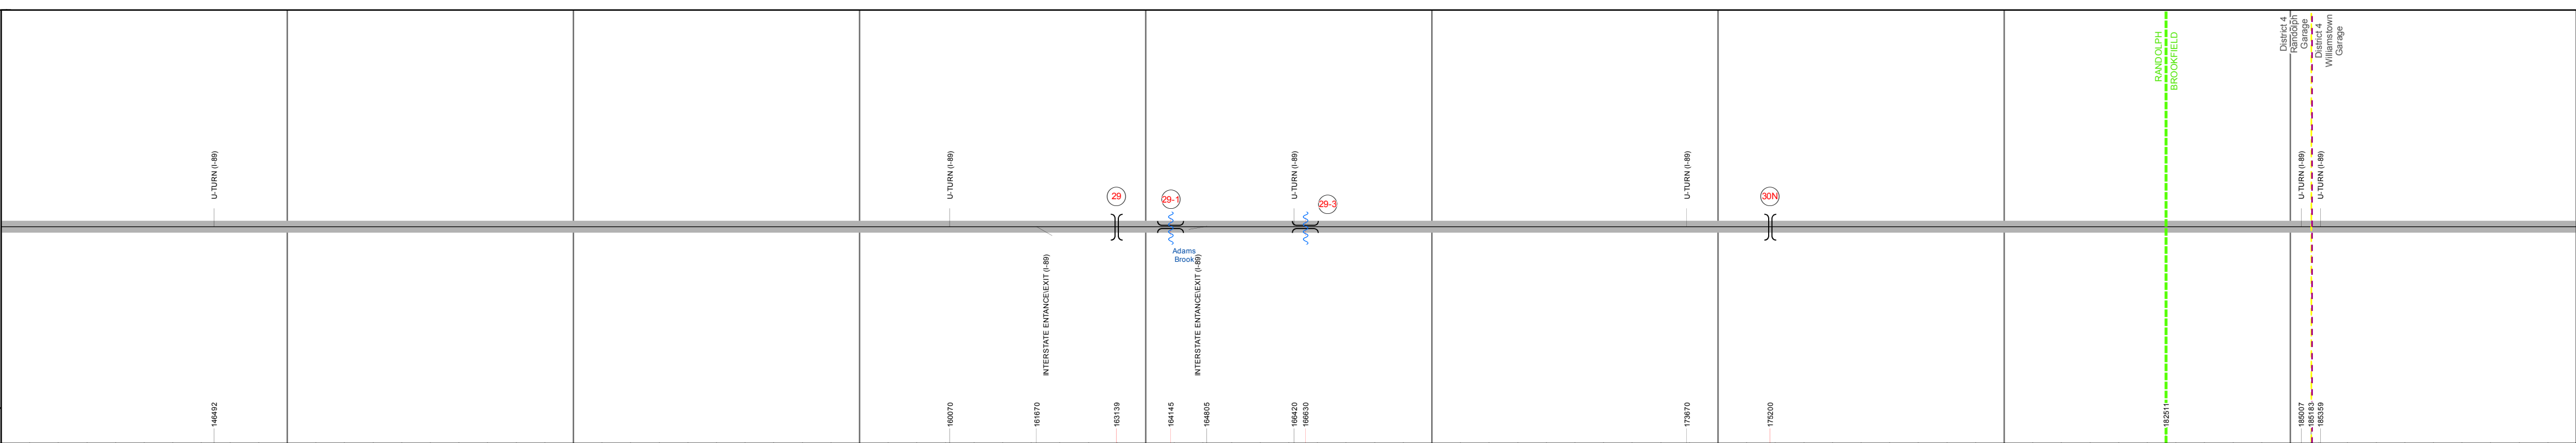 District 4
Randolph
Garage
District 4
Williamstown
Garage
RANDOLPH
BROOKFIELD
U-TURN (I-89)
U-TURN (I-89)
U-TURN (I-89)
U-TURN (I-89)
U-TURN (I-89)
U-TURN (I-89)
29
29-1
29-3
30N
Adams
Brook
INTERSTATE ENTANCE\EXIT (I-89)
INTERSTATE ENTANCE\EXIT (I-89)
146492
160070
161670
163139
164145
164805
166420
166630
173670
175200
182511
185007
185183
185359